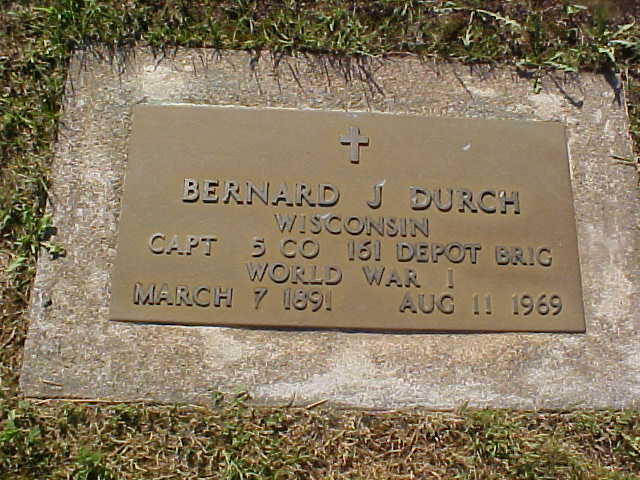 BERNARD J DURCH
WISCONSIN
CAPT 5 CO 161 DEPOT BRIG
WORLD WAR I
MARCH 7 1891 AUG 11 1969